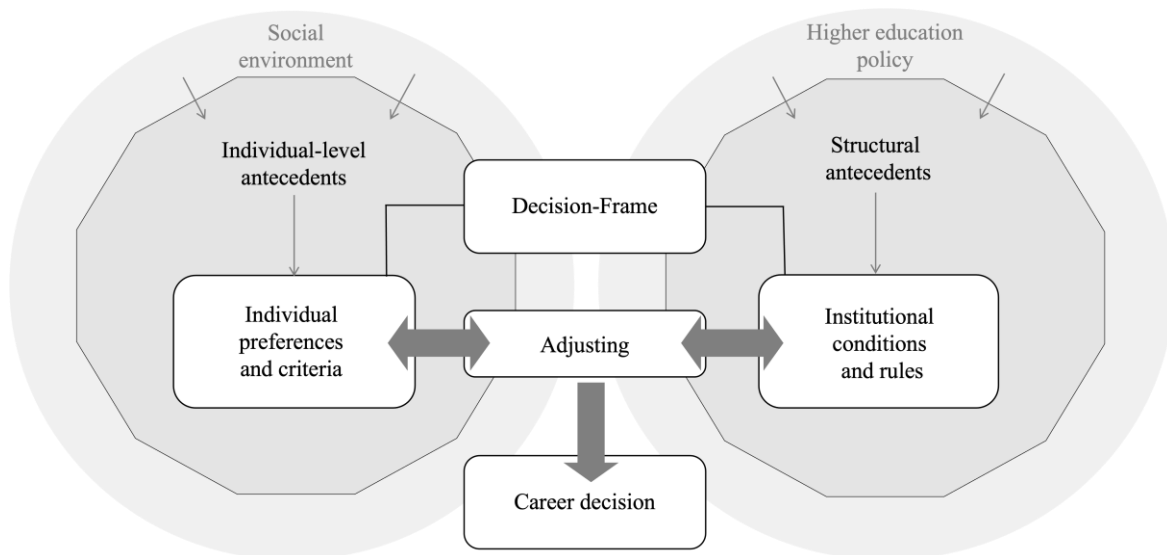 Social
environment
Higher education
policy
Individual-level
antecedents
Structural
antecedents
Decision-Frame
Individual
preferences
and criteria
Adjusting
Institutional
conditions
and rules
Career decision